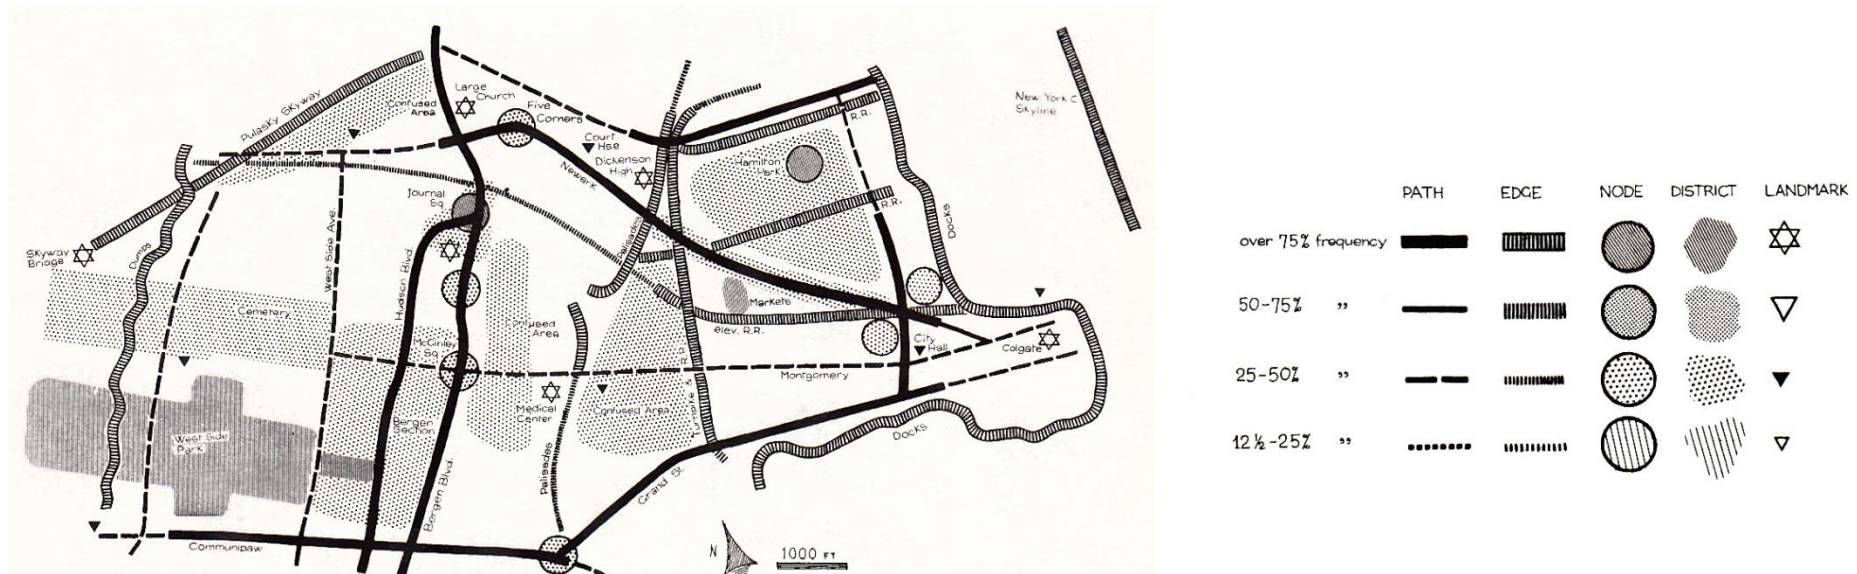 Pulasky Skyway
Confused
Area
Large
Church
Five
Corners
Court
Hse
Dickenson
High
Newark
Hamilton
Park
R.R.
R.R.
New York C.
Skyline
Journal
Sq.
Skyway
Bridge
Dumps
West Side Ave.
Hudson Blvd.
Palisades
Docks
Cemetery
Markets
elev. R.R.
Confused
Area
McGinley
Sq.
City
Hall
Colgate
Montgomery
Medical
Center
Confused Area
Turnpike & R.R.
Bergen
Section
West Side
Park
Bergen Blvd.
Palisades
Grand St.
Docks
Communipaw
N
1000 FT
PATH EDGE NODE DISTRICT LANDMARK
over 75% frequency
50-75% "
25-50% "
12½-25% "